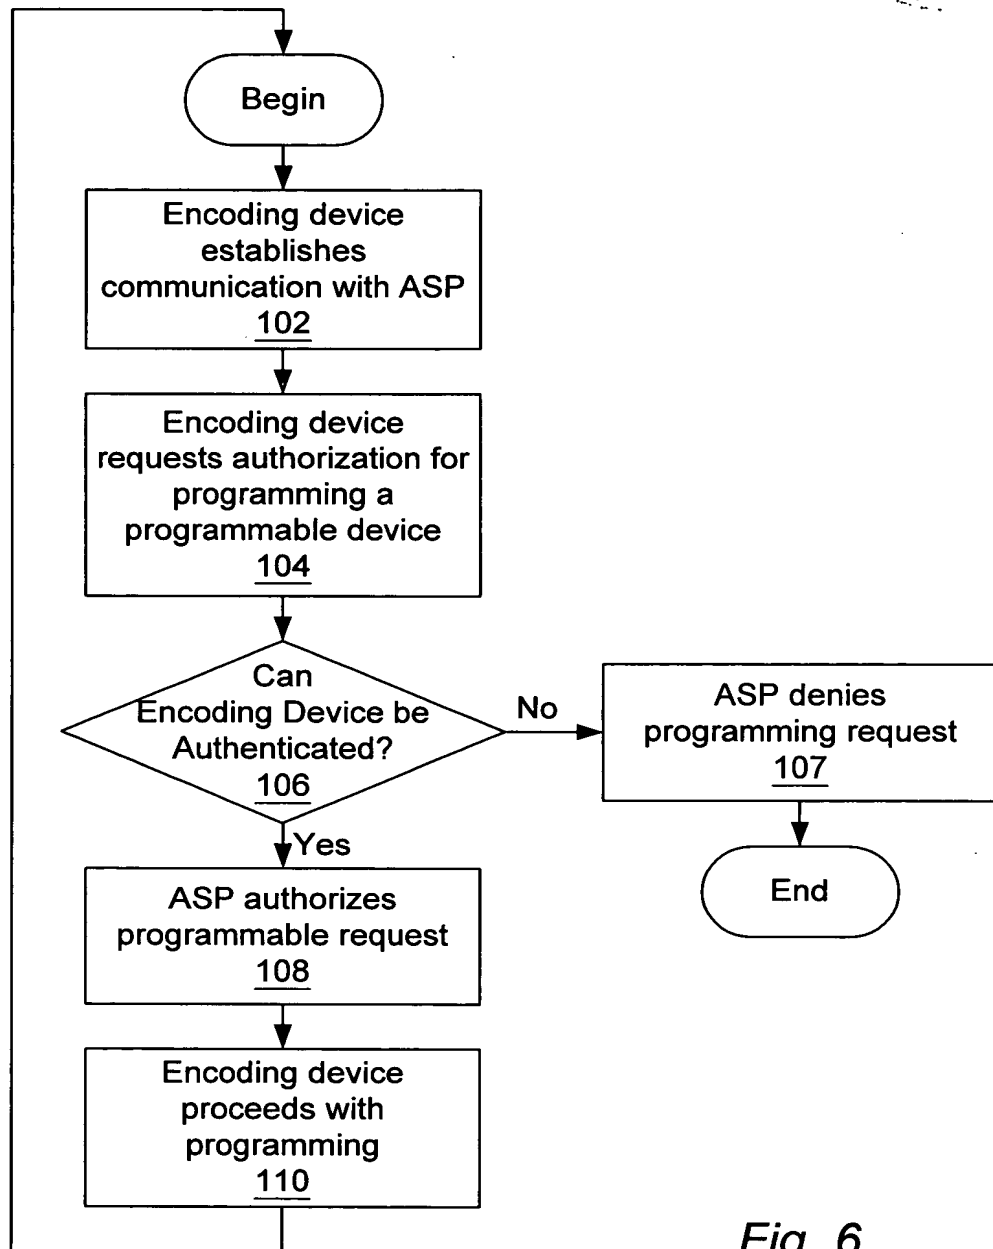 Begin
Encoding device
establishes
communication with ASP
102
Encoding device
requests authorization for
programming a
programmable device
104
Can
Encoding Device be
Authenticated?
106
No
ASP denies
programming request
107
End
Yes
ASP authorizes
programmable request
108
Encoding device
proceeds with
programming
110
Fig. 6